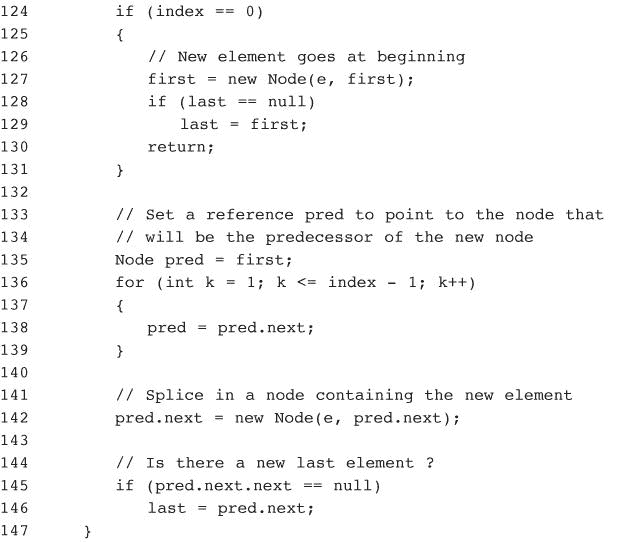 124         if (index == 0)
125         {
126            // New element goes at beginning
127            first = new Node(e, first);
128            if (last == null)
129               last = first;
130            return;
131         }
132
133         // Set a reference pred to point to the node that
134         // will be the predecessor of the new node
135         Node pred = first;
136         for (int k = 1; k <= index - 1; k++)
137         {
138            pred = pred.next;
139         }
140
141         // Splice in a node containing the new element
142         pred.next = new Node(e, pred.next);
143
144         // Is there a new last element ?
145         if (pred.next.next == null)
146            last = pred.next;
147      }